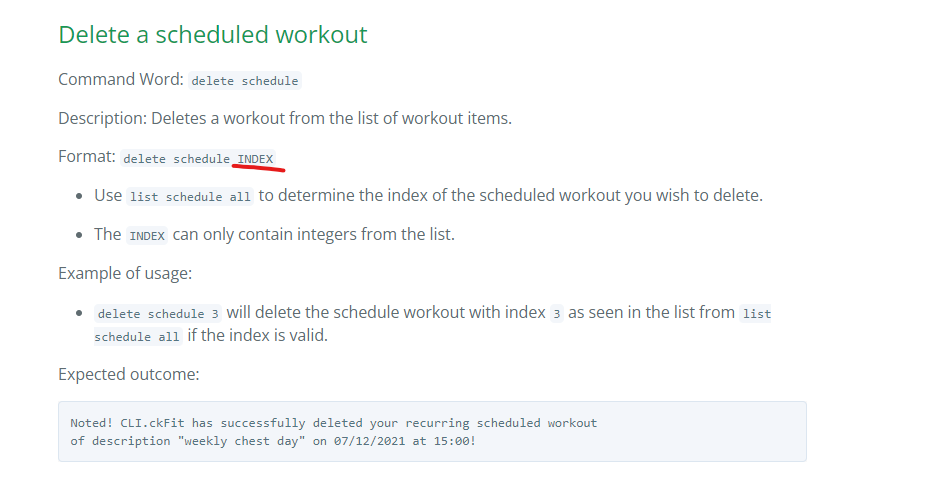 Delete a scheduled workout
Command Word: delete schedule
Description: Deletes a workout from the list of workout items.
Format: delete schedule INDEX
Use list schedule all to determine the index of the scheduled workout you wish to delete.
The INDEX can only contain integers from the list.
Example of usage:
delete schedule 3 will delete the schedule workout with index 3 as seen in the list from list
schedule all if the index is valid.
Expected outcome:
Noted! CLI.ckFit has successfully deleted your recurring scheduled workout
of description "weekly chest day" on 07/12/2021 at 15:00!